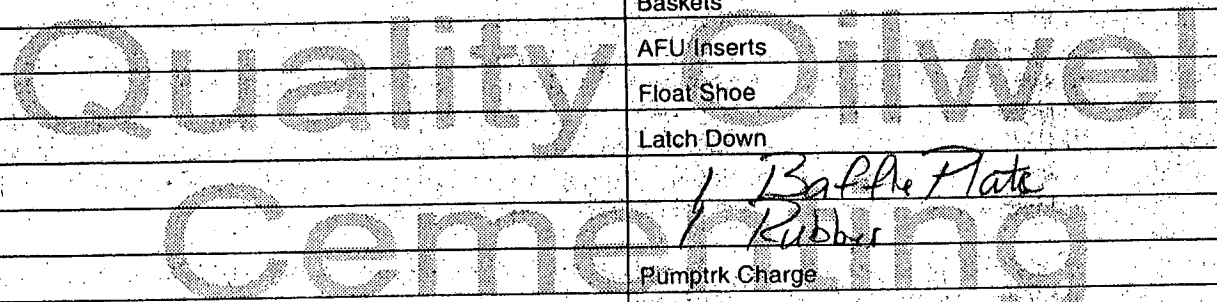 Baskets
AFU Inserts
Quality Oilwel
Float Shoe
Latch Down
1 Baffle Plate
1 Rubber
Cementing
Pumptrk Charge